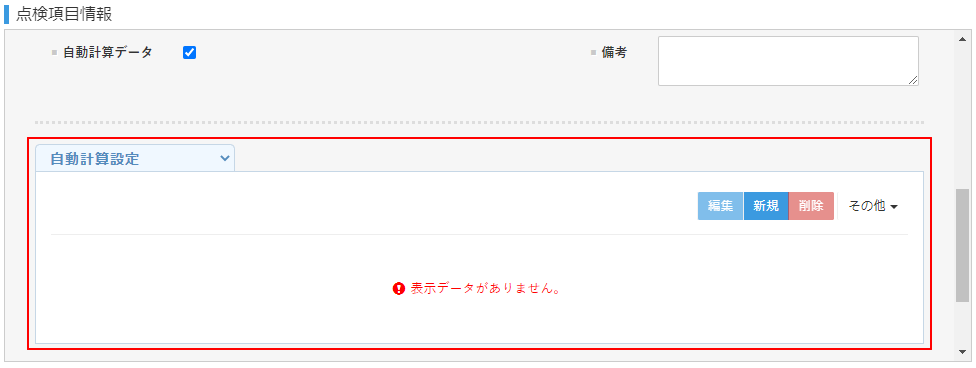 点検項目情報
自動計算データ 備考
自動計算設定
編集 新規 削除 その他
表示データがありません。